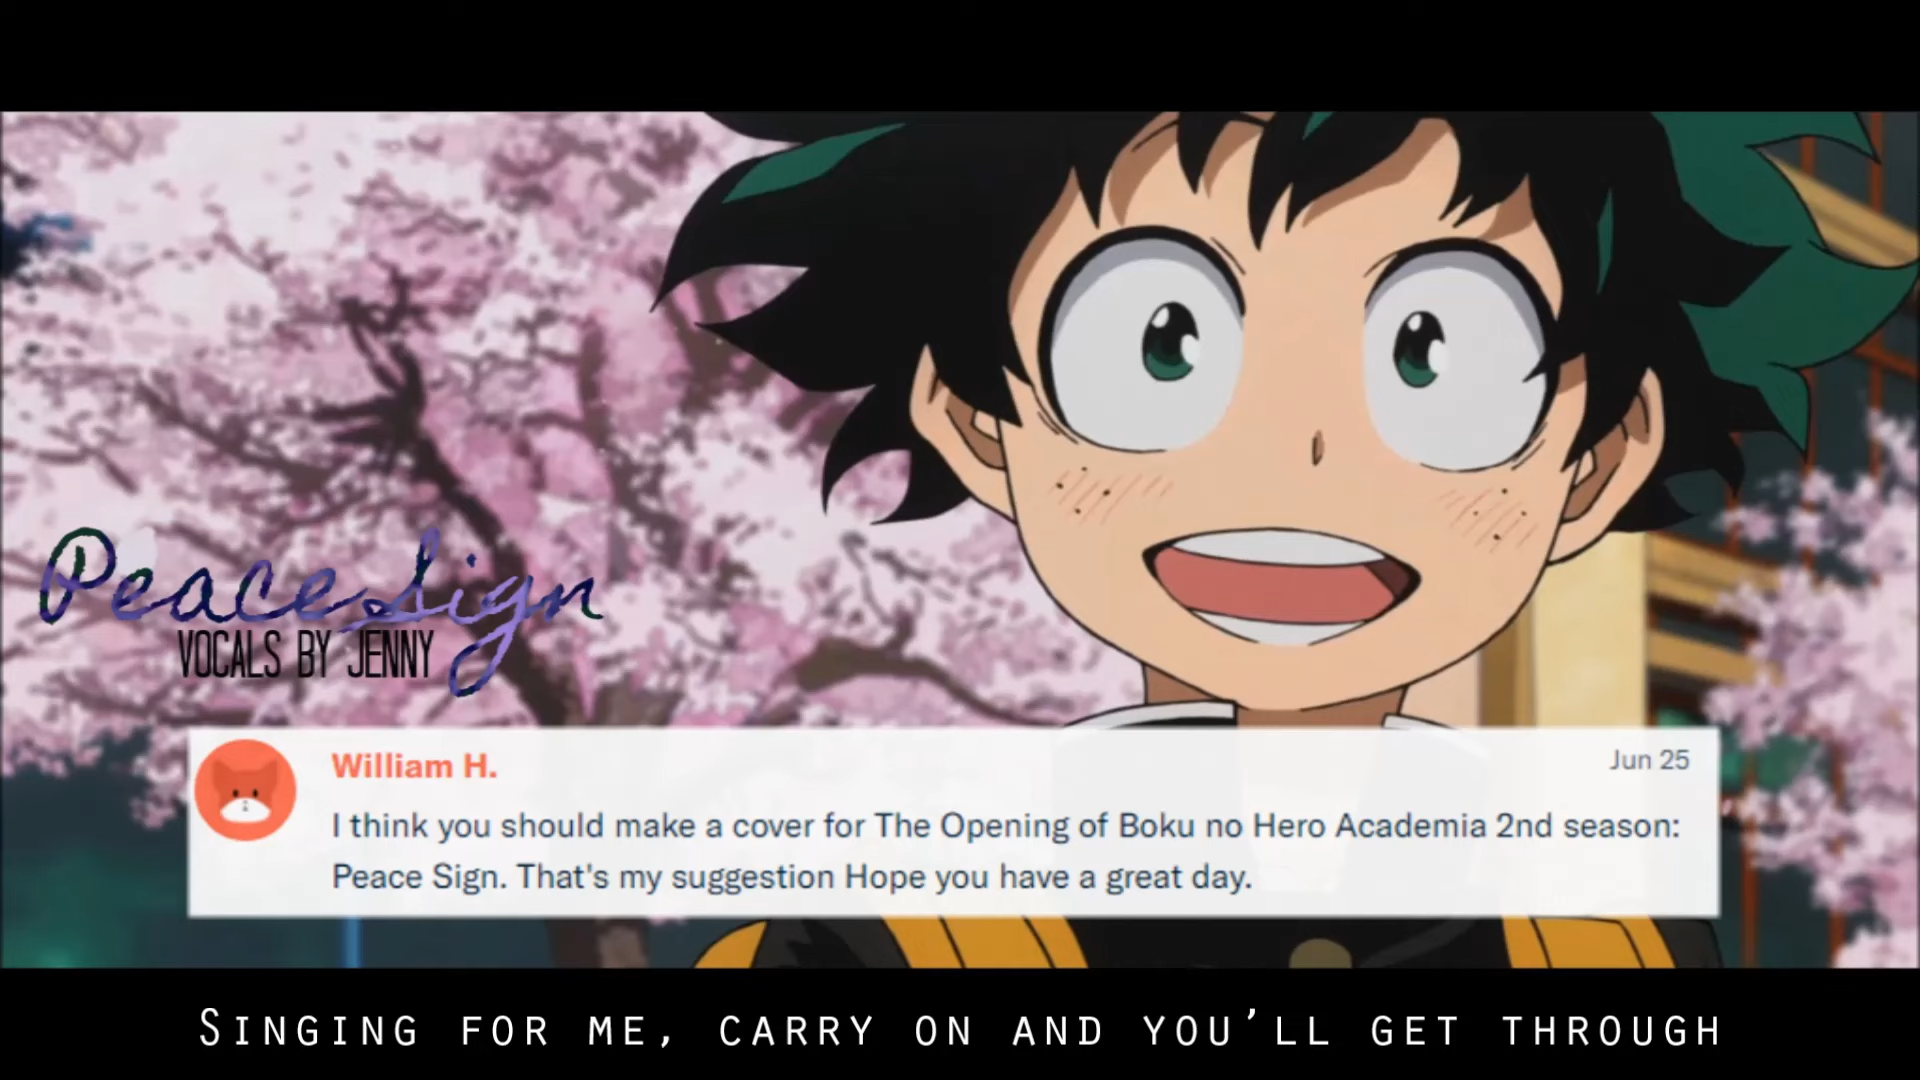 Peace Sign
VOCALS BY JENNY
William H.
Jun 25
I think you should make a cover for The Opening of Boku no Hero Academia 2nd season:
Peace Sign. That's my suggestion Hope you have a great day.
SINGING FOR ME, CARRY ON AND YOU'LL GET THROUGH